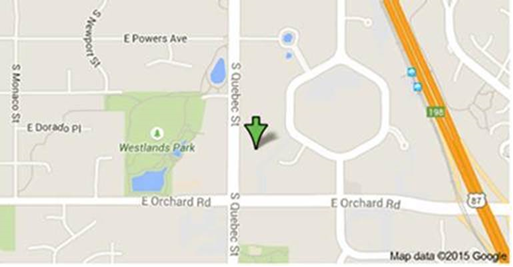 E Powers Ave
S Newport St
S Monaco St
S Quebec St
198
E Dorado Pl
Westlands Park
E Orchard Rd
E Orchard Rd
87
S Quebec St
Map data ©2015 Google